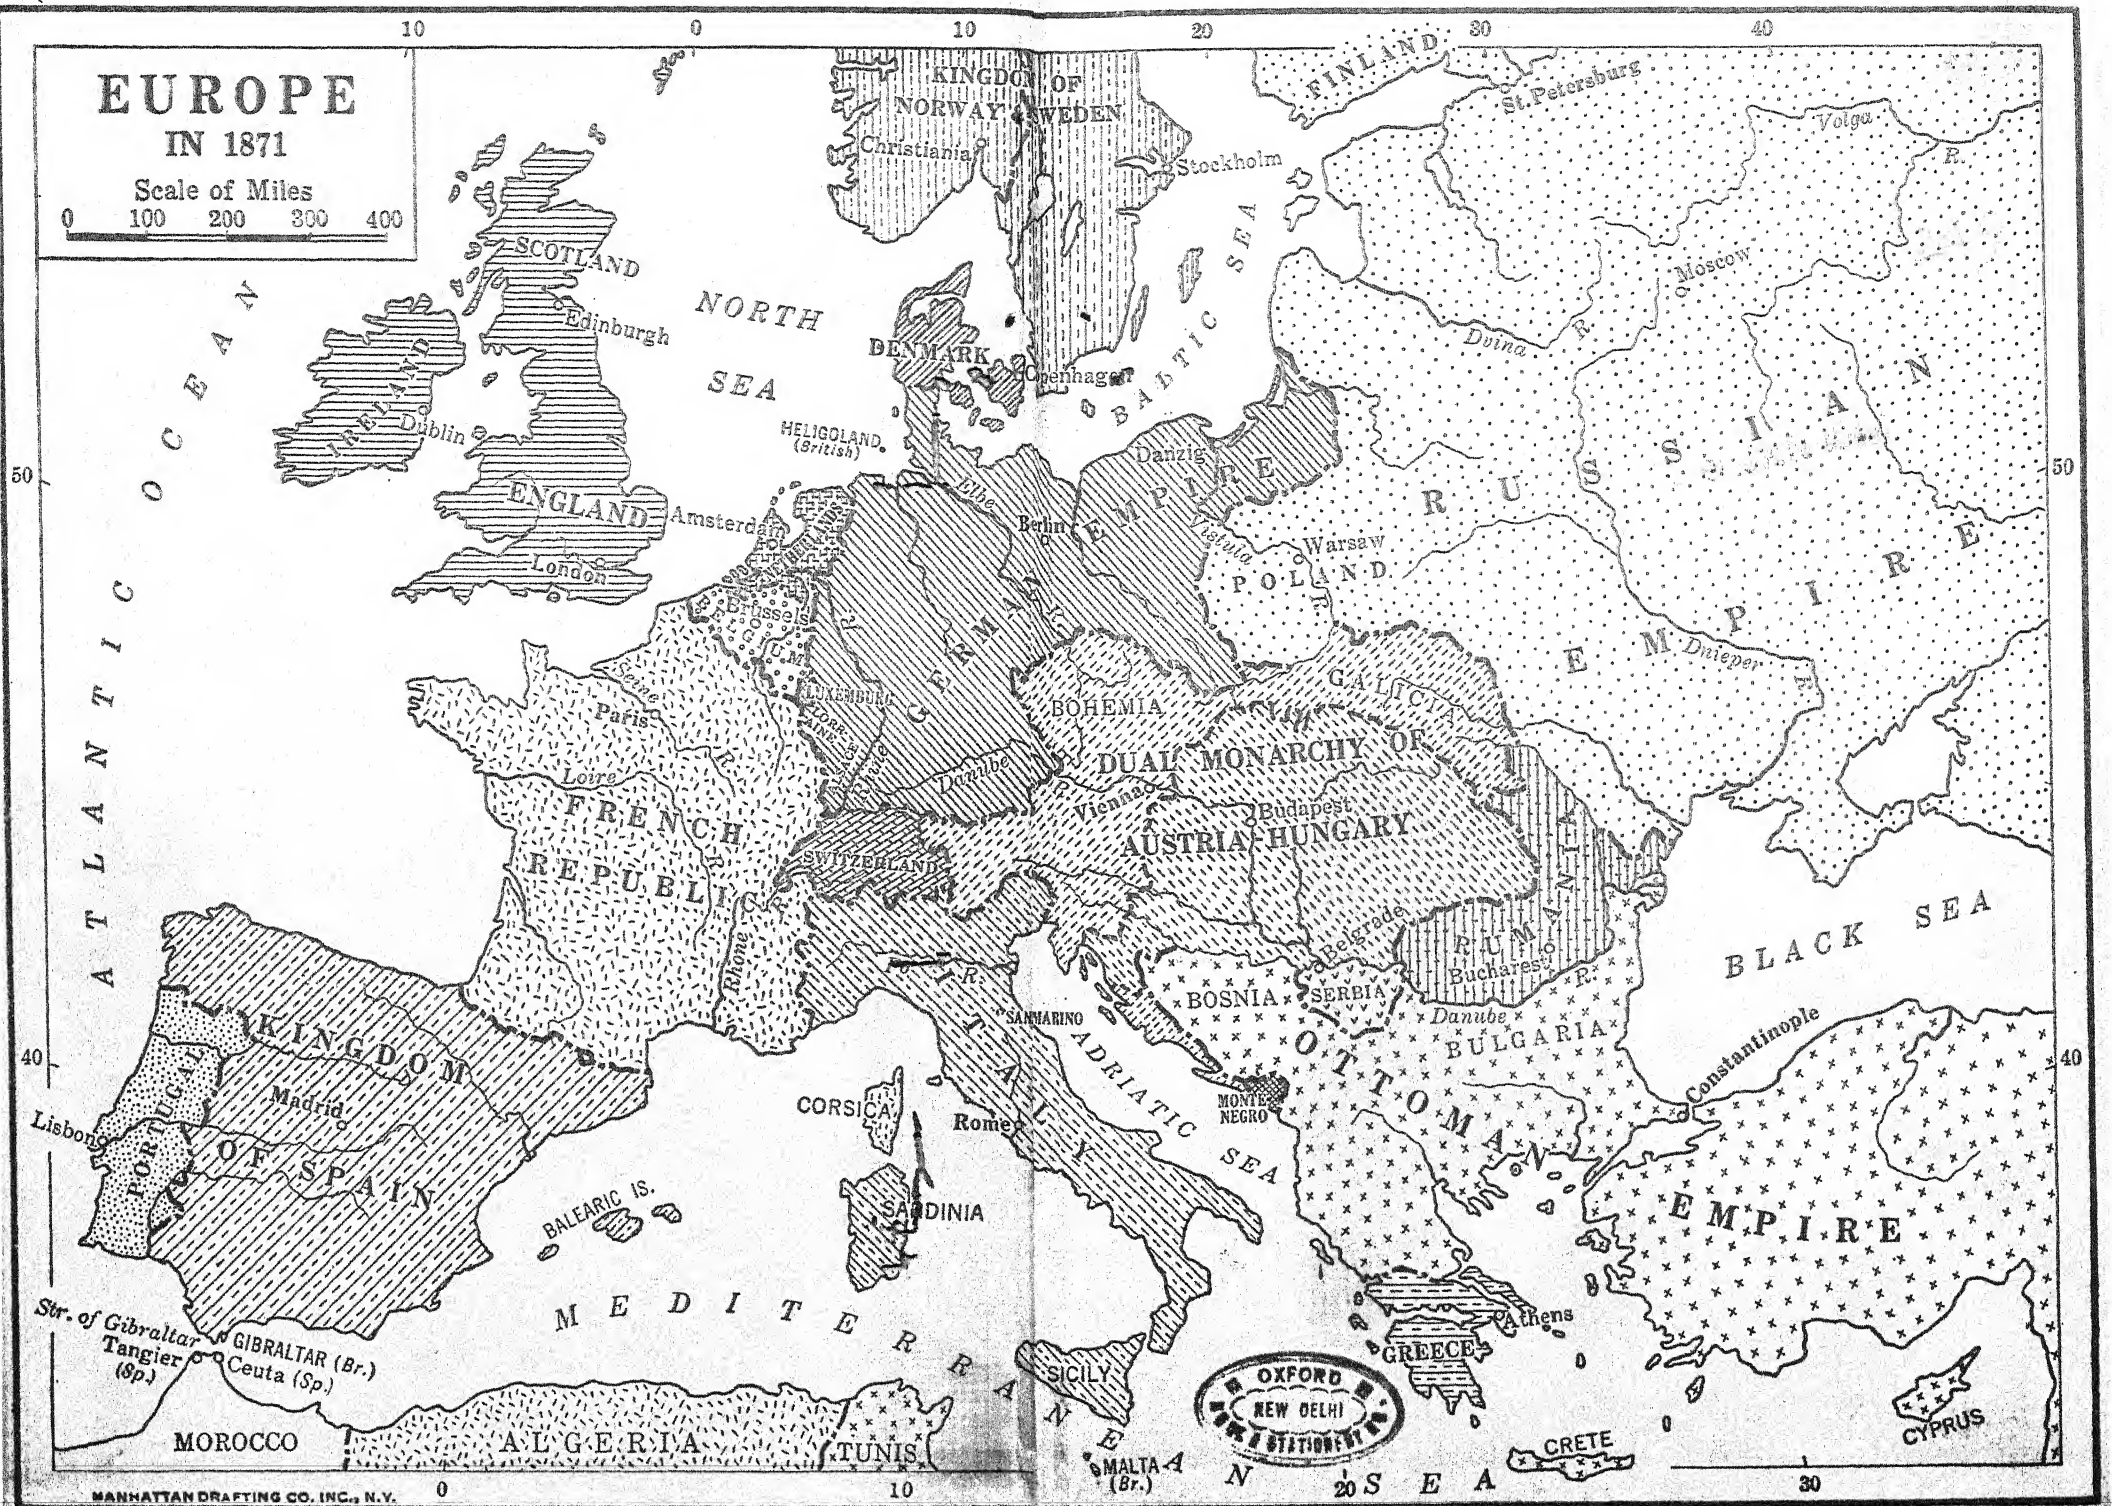 EUROPE
IN 1871
Scale of Miles
0 100 200 300 400
10 0 10 20 30 40
KINGDOM OF
NORWAY & SWEDEN
Christiania
Stockholm
FINLAND
St. Petersburg
Volga R.
Moscow
SCOTLAND
Edinburgh
IRELAND
Dublin
ENGLAND
London
NORTH
SEA
DENMARK
Copenhagen
BALTIC SEA
HELIGOLAND
(British)
Dvina R.
RUSSIAN
EMPIRE
50
50
ATLANTIC OCEAN
Amsterdam
NETHERLANDS
Brussels
BELGIUM
LUXEMBURG
LORRAINE
ALSACE
Rhine
R.
Elbe
Berlin
GERMAN
EMPIRE
Danzig
Vistula
R.
Warsaw
POLAND
Dnieper R.
GALICIA
BOHEMIA
DUAL MONARCHY OF
AUSTRIA-HUNGARY
Vienna
Budapest
Danube R.
Seine R.
Paris
Loire R.
FRENCH
REPUBLIC
Rhone R.
SWITZERLAND
ITALY
R.
SAN MARINO
ADRIATIC SEA
Rome
CORSICA
SARDINIA
SICILY
RUMANIA
Bucharest
Belgrade
BOSNIA
SERBIA
Danube R.
BULGARIA
MONTE
NEGRO
BLACK SEA
Constantinople
OTTOMAN
EMPIRE
40
40
KINGDOM
OF SPAIN
Madrid
PORTUGAL
Lisbon
BALEARIC IS.
MEDITERRANEAN SEA
Str. of Gibraltar
GIBRALTAR (Br.)
Tangier
(Sp.)
Ceuta (Sp.)
MOROCCO
ALGERIA
TUNIS
MALTA
(Br.)
GREECE
Athens
CRETE
CYPRUS
OXFORD
NEW DELHI
0 10 20 30
MANHATTAN DRAFTING CO. INC., N.Y.